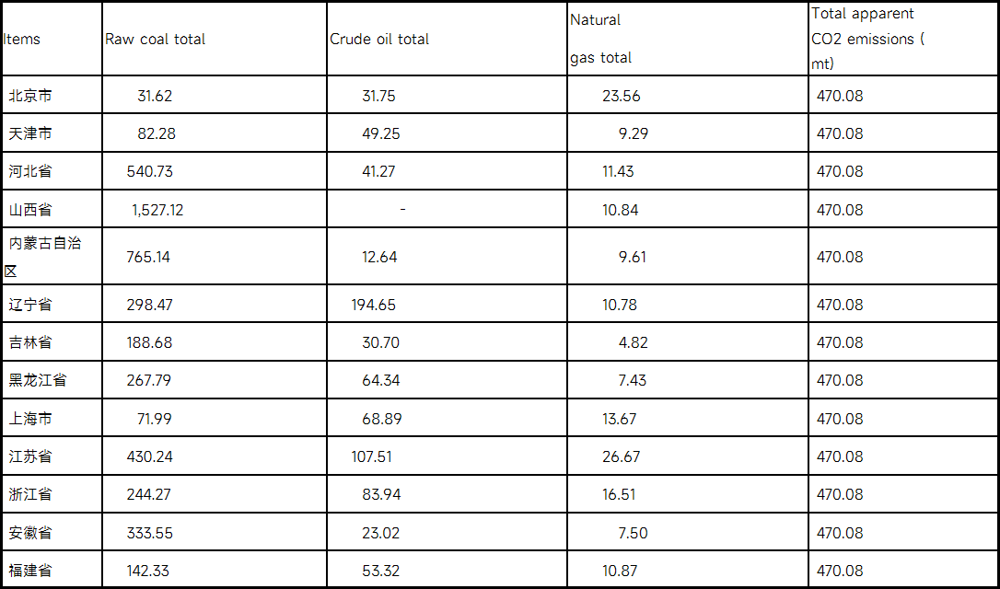 Items Raw coal total Crude oil total Natural gas total Total apparent CO2 emissions ( mt)
北京市 31.62 31.75 23.56 470.08
天津市 82.28 49.25 9.29 470.08
河北省 540.73 41.27 11.43 470.08
山西省 1,527.12 - 10.84 470.08
内蒙古自治区 765.14 12.64 9.61 470.08
辽宁省 298.47 194.65 10.78 470.08
吉林省 188.68 30.70 4.82 470.08
黑龙江省 267.79 64.34 7.43 470.08
上海市 71.99 68.89 13.67 470.08
江苏省 430.24 107.51 26.67 470.08
浙江省 244.27 83.94 16.51 470.08
安徽省 333.55 23.02 7.50 470.08
福建省 142.33 53.32 10.87 470.08